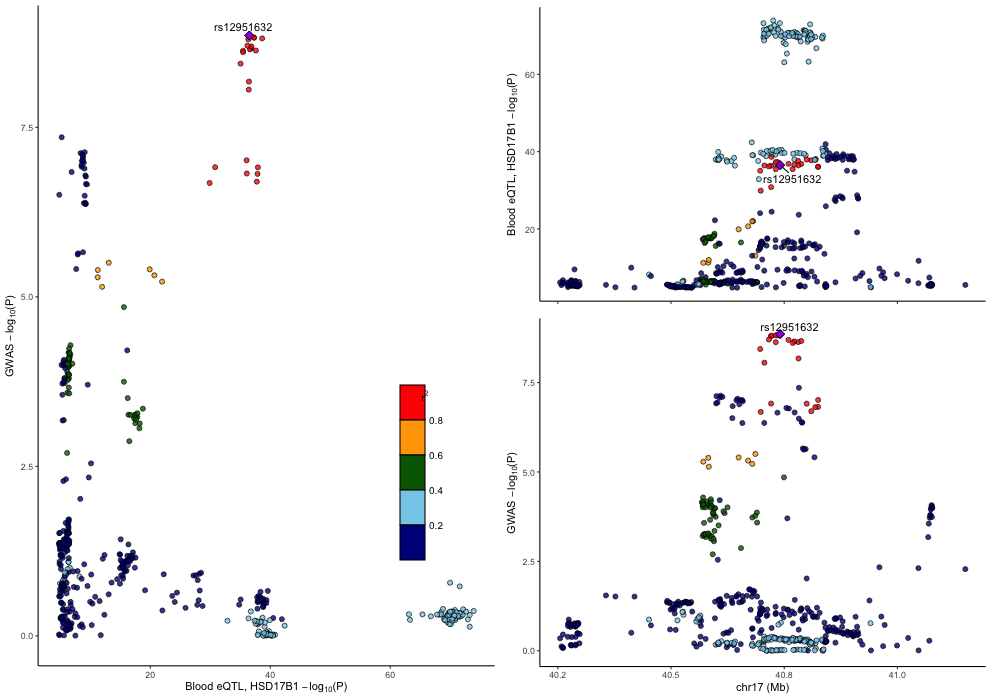 rs12951632
7.5
5.0
2.5
0.0
20
40
60
GWAS −log10(P)
Blood eQTL, HSD17B1 −log10(P)
r2
0.8
0.6
0.4
0.2
60
40
20
Blood eQTL, HSD17B1 −log10(P)
rs12951632
rs12951632
7.5
5.0
2.5
0.0
GWAS −log10(P)
40.2
40.5
40.8
41.0
chr17 (Mb)